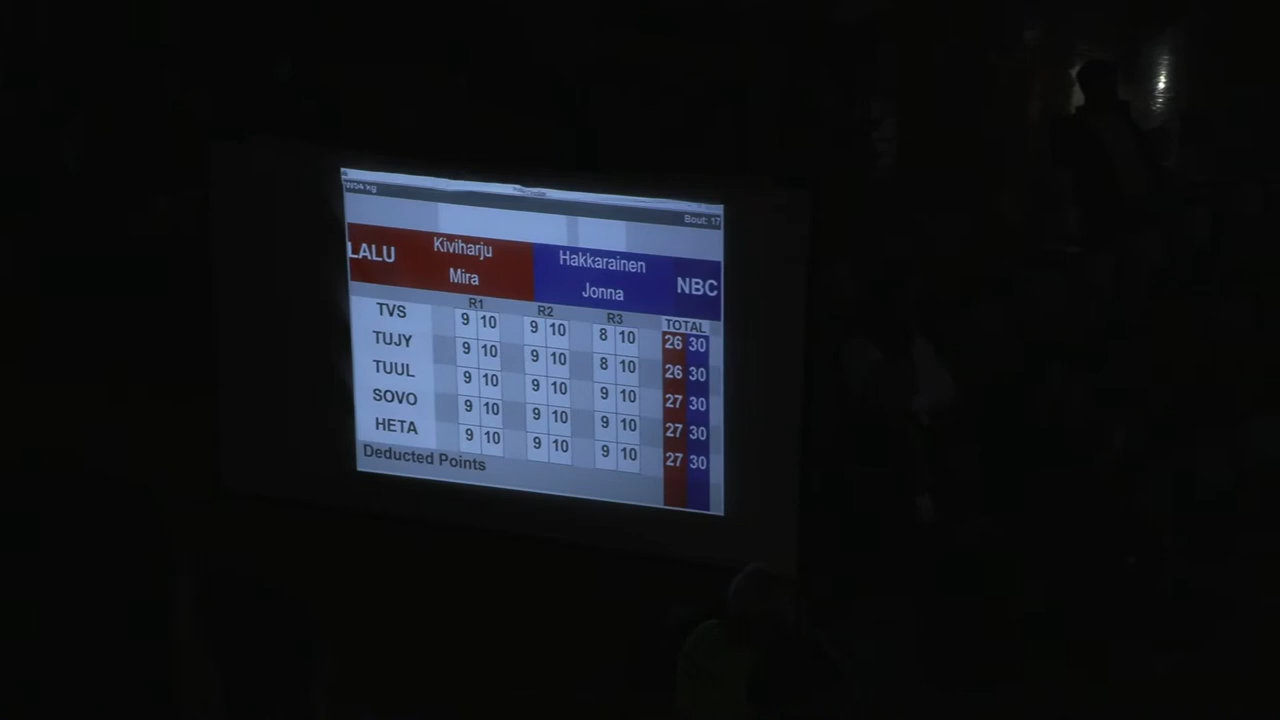 W54 kg
Bout: 17
LALU Kiviharju Mira Hakkarainen Jonna NBC
R1 R2 R3 TOTAL
TVS 9 10 9 10 8 10 26 30
TUJY 9 10 9 10 8 10 26 30
TUUL 9 10 9 10 9 10 27 30
SOVO 9 10 9 10 9 10 27 30
HETA 9 10 9 10 9 10 27 30
Deducted Points